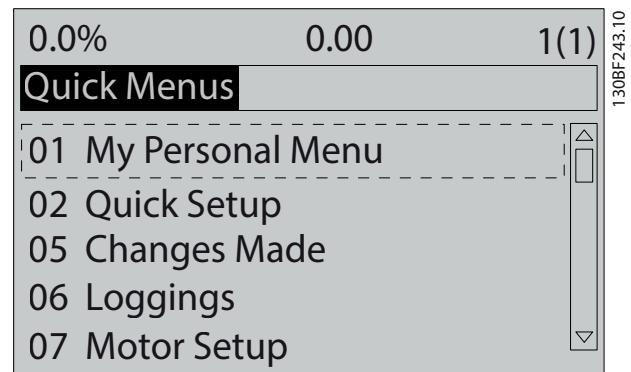 0.0% 0.00 1(1)
Quick Menus
01 My Personal Menu
02 Quick Setup
05 Changes Made
06 Loggings
07 Motor Setup
130BF243.10